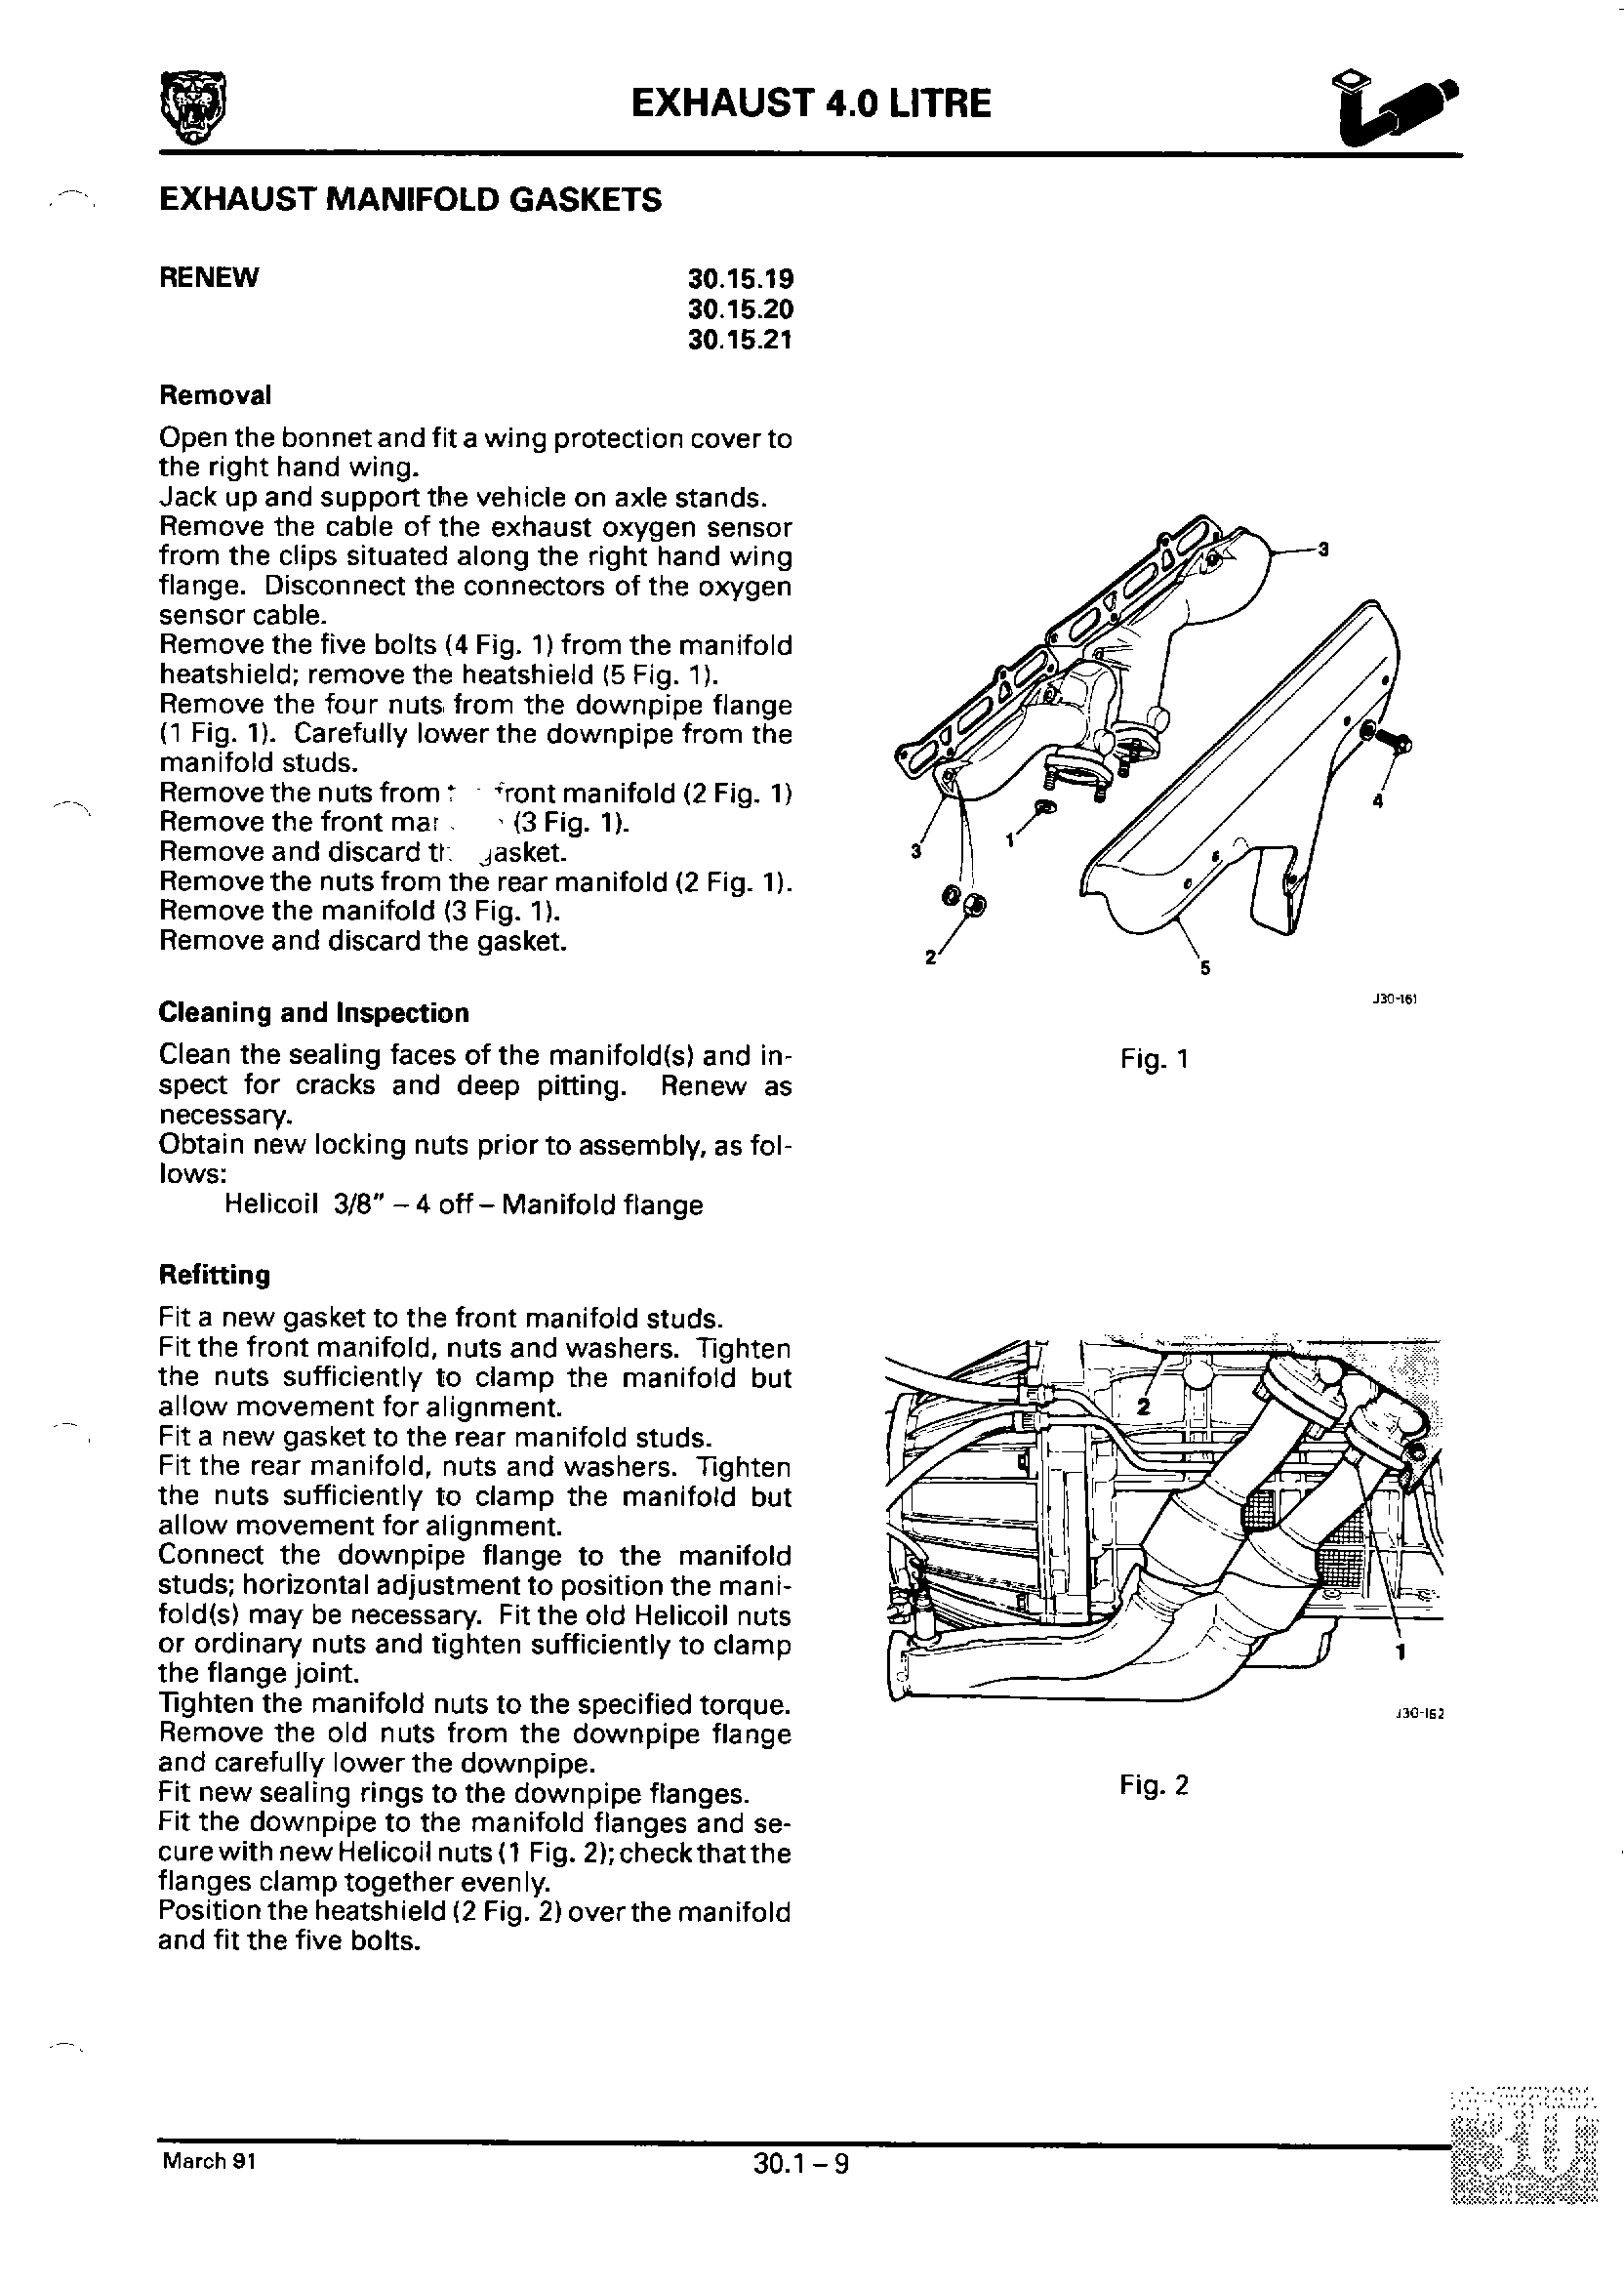 EXHAUST 4.0 LITRE
EXHAUST MANIFOLD GASKETS
RENEW 30.15.19
30.15.20
30.15.21
Removal
Open the bonnet and fit a wing protection cover to
the right hand wing.
Jack up and support the vehicle on axle stands.
Remove the cable of the exhaust oxygen sensor
from the clips situated along the right hand wing
flange. Disconnect the connectors of the oxygen
sensor cable.
Remove the five bolts (4 Fig. 1) from the manifold
heatshield; remove the heatshield (5 Fig. 1).
Remove the four nuts from the downpipe flange
(1 Fig. 1). Carefully lower the downpipe from the
manifold studs.
Remove the nuts from front manifold (2 Fig. 1)
Remove the front (3 Fig. 1).
Remove and discard gasket.
Remove the nuts from the rear manifold (2 Fig. 1).
Remove the manifold (3 Fig. 1).
Remove and discard the gasket.
Cleaning and Inspection
Clean the sealing faces of the manifold(s) and in-
spect for cracks and deep pitting. Renew as
necessary.
Obtain new locking nuts prior to assembly, as fol-
lows:
Helicoil 3/8" – 4 off – Manifold flange
Refitting
Fit a new gasket to the front manifold studs.
Fit the front manifold, nuts and washers. Tighten
the nuts sufficiently to clamp the manifold but
allow movement for alignment.
Fit a new gasket to the rear manifold studs.
Fit the rear manifold, nuts and washers. Tighten
the nuts sufficiently to clamp the manifold but
allow movement for alignment.
Connect the downpipe flange to the manifold
studs; horizontal adjustment to position the mani-
fold(s) may be necessary. Fit the old Helicoil nuts
or ordinary nuts and tighten sufficiently to clamp
the flange joint.
Tighten the manifold nuts to the specified torque.
Remove the old nuts from the downpipe flange
and carefully lower the downpipe.
Fit new sealing rings to the downpipe flanges.
Fit the downpipe to the manifold flanges and se-
cure with new Helicoil nuts (1 Fig. 2); check that the
flanges clamp together evenly.
Position the heatshield (2 Fig. 2) over the manifold
and fit the five bolts.
3
4
1
3
2
5
J30-161
Fig. 1
2
1
J30-162
Fig. 2
March 91
30.1 – 9
30